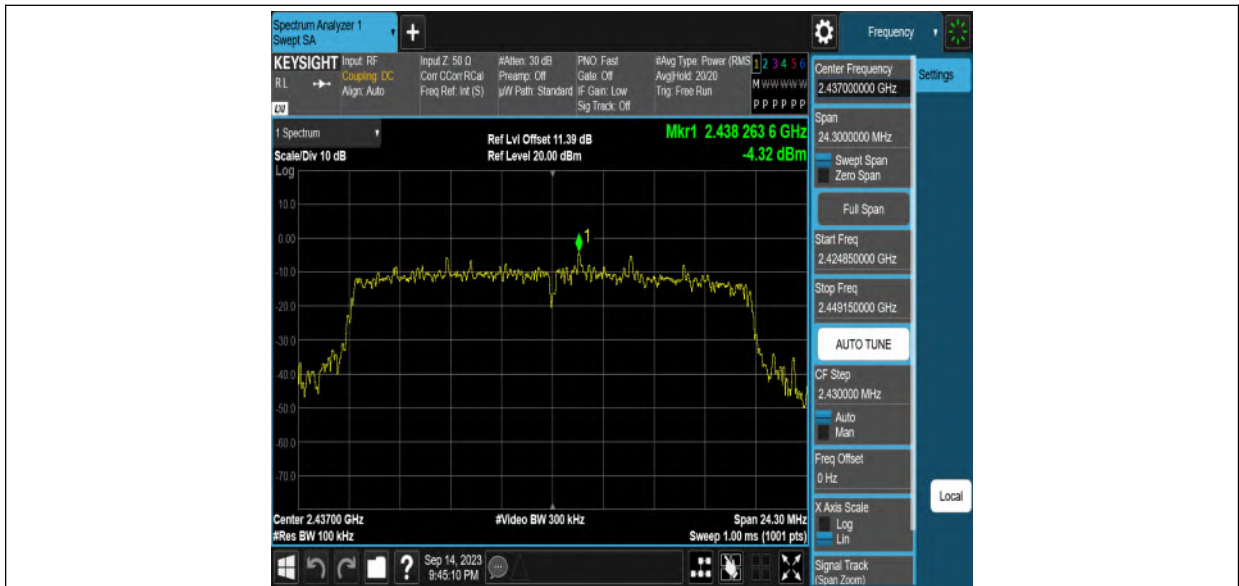 Spectrum Analyzer 1
Swept SA
Frequency
KEYSIGHT
RL
LXI
Input: RF
Coupling: DC
Align: Auto
Input Z: 50 Ω
Corr CCorr RCal
Freq Ref: Int (S)
#Atten: 30 dB
Preamp: Off
µW Path: Standard
PNO: Fast
Gate: Off
IF Gain: Low
Sig Track: Off
#Avg Type: Power (RMS
Avg|Hold: 20/20
Trig: Free Run
1 2 3 4 5 6
M W W W W W
P P P P P P
1 Spectrum
Scale/Div 10 dB
Log
Ref Lvl Offset 11.39 dB
Ref Level 20.00 dBm
Mkr1 2.438 263 6 GHz
-4.32 dBm
1
10.0
0.00
-10.0
-20.0
-30.0
-40.0
-50.0
-60.0
-70.0
Center 2.43700 GHz
#Res BW 100 kHz
#Video BW 300 kHz
Span 24.30 MHz
Sweep 1.00 ms (1001 pts)
Sep 14, 2023
9:45:10 PM
Center Frequency
2.437000000 GHz
Settings
Span
24.3000000 MHz
Swept Span
Zero Span
Full Span
Start Freq
2.424850000 GHz
Stop Freq
2.449150000 GHz
AUTO TUNE
CF Step
2.430000 MHz
Auto
Man
Freq Offset
0 Hz
Local
X Axis Scale
Log
Lin
Signal Track
(Span Zoom)